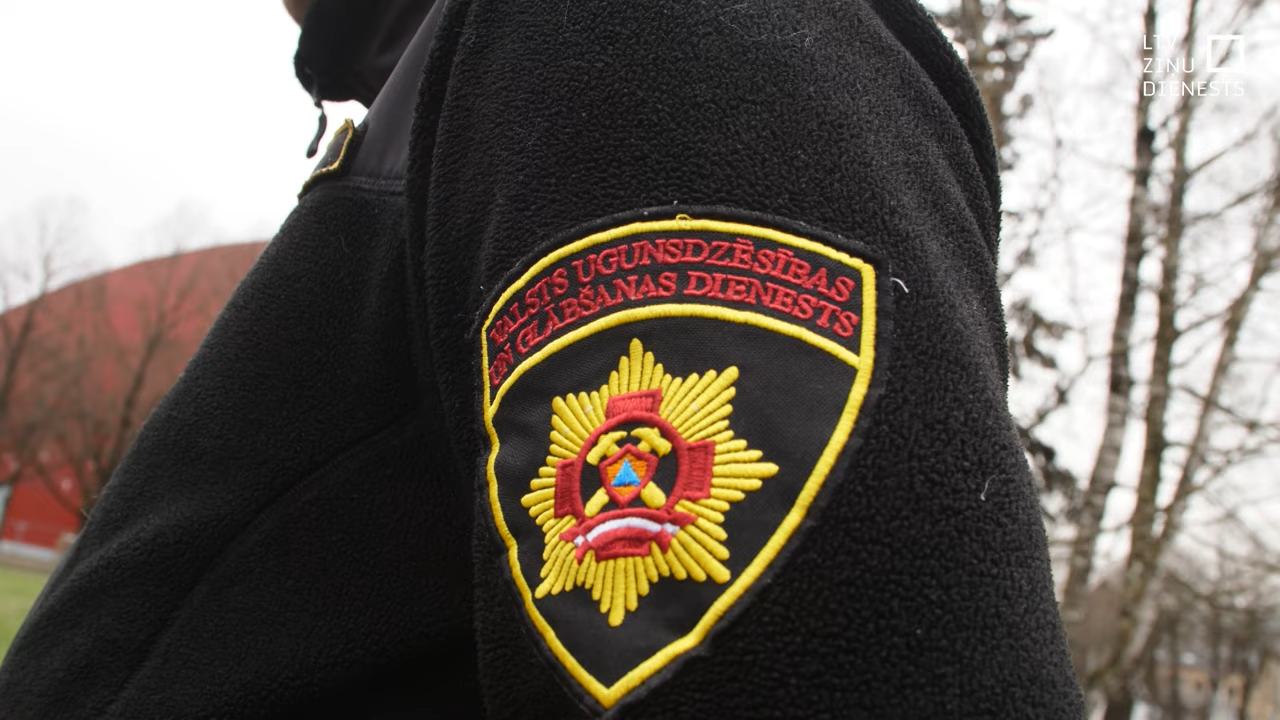 LTV
ZIŅU
DIENESTS
VALSTS UGUNSDZĒSĪBAS
UN GLĀBŠANAS DIENESTS